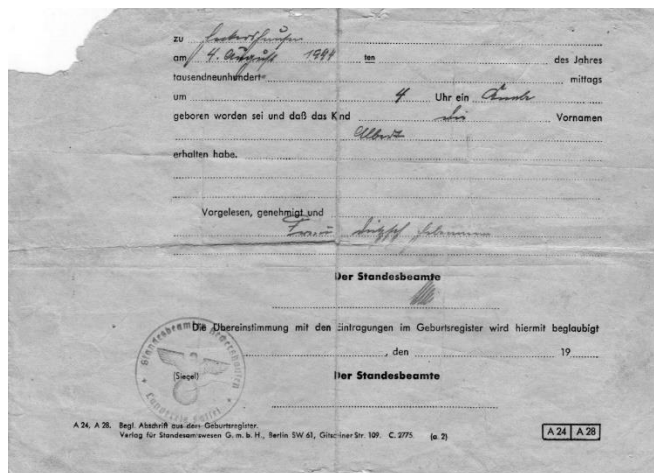 zu
am 4. August 1944 ten des Jahres
tausendneunhundert mittags
um 4 Uhr ein Knabe
geboren worden sei und daß das Kind die Vornamen
Albert
erhalten habe.
Vorgelesen, genehmigt und
Der Standesbeamte
Die Übereinstimmung mit den Eintragungen im Geburtsregister wird hiermit beglaubigt
, den 19
(Siegel) Der Standesbeamte
A 24, A 28. Begl. Abschrift aus dem Geburtsregister.
Verlag für Standesamtswesen G. m. b. H., Berlin SW 61, Gitschiner Str. 109. C. 2775. (a. 2)
A 24 A 28